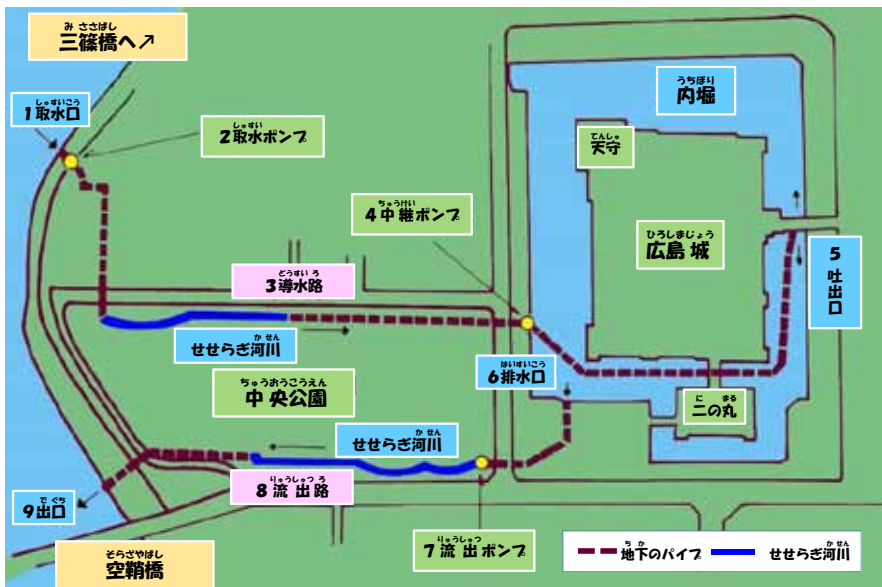 み ささばし
三篠橋へ↗
しゅすいこう
1取水口
しゅすい
2取水ポンプ
ちゅうけい
4中継ポンプ
うちぼり
内堀
てんしゅ
天守
ひろしまじょう
広島城
5
吐出口
どうすいろ
3導水路
かせん
せせらぎ河川
はいすいこう
6排水口
ちゅうおうこうえん
中央公園
に まる
二の丸
かせん
せせらぎ河川
りゅうしゅつろ
8流出路
でぐち
9出口
りゅうしゅつ
7流出ポンプ
そらざやばし
空鞘橋
ちか
地下のパイプ
かせん
せせらぎ河川